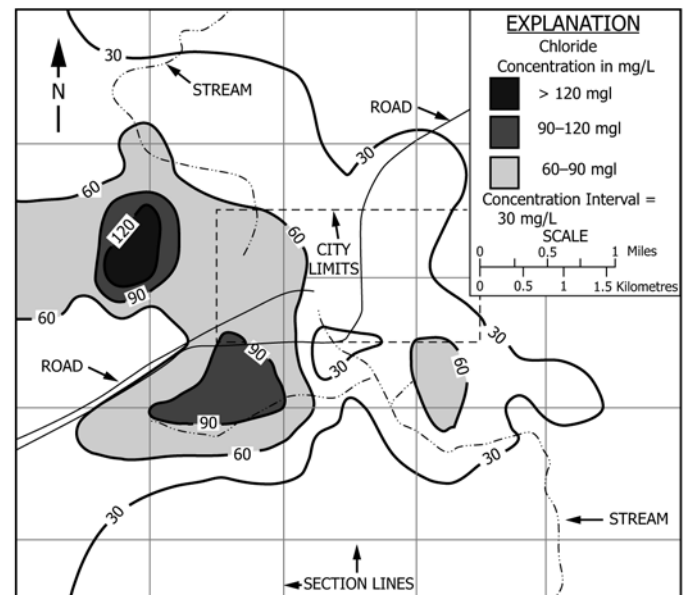 EXPLANATION
Chloride
Concentration in mg/L
> 120 mgl
90–120 mgl
60–90 mgl
Concentration Interval =
30 mg/L
SCALE
0 0.5 1 Miles
0 0.5 1 1.5 Kilometres
30
N
STREAM
ROAD
30
60
120
60
CITY
LIMITS
90
60
30
ROAD
90
30
60
90
60
30
30
STREAM
SECTION LINES